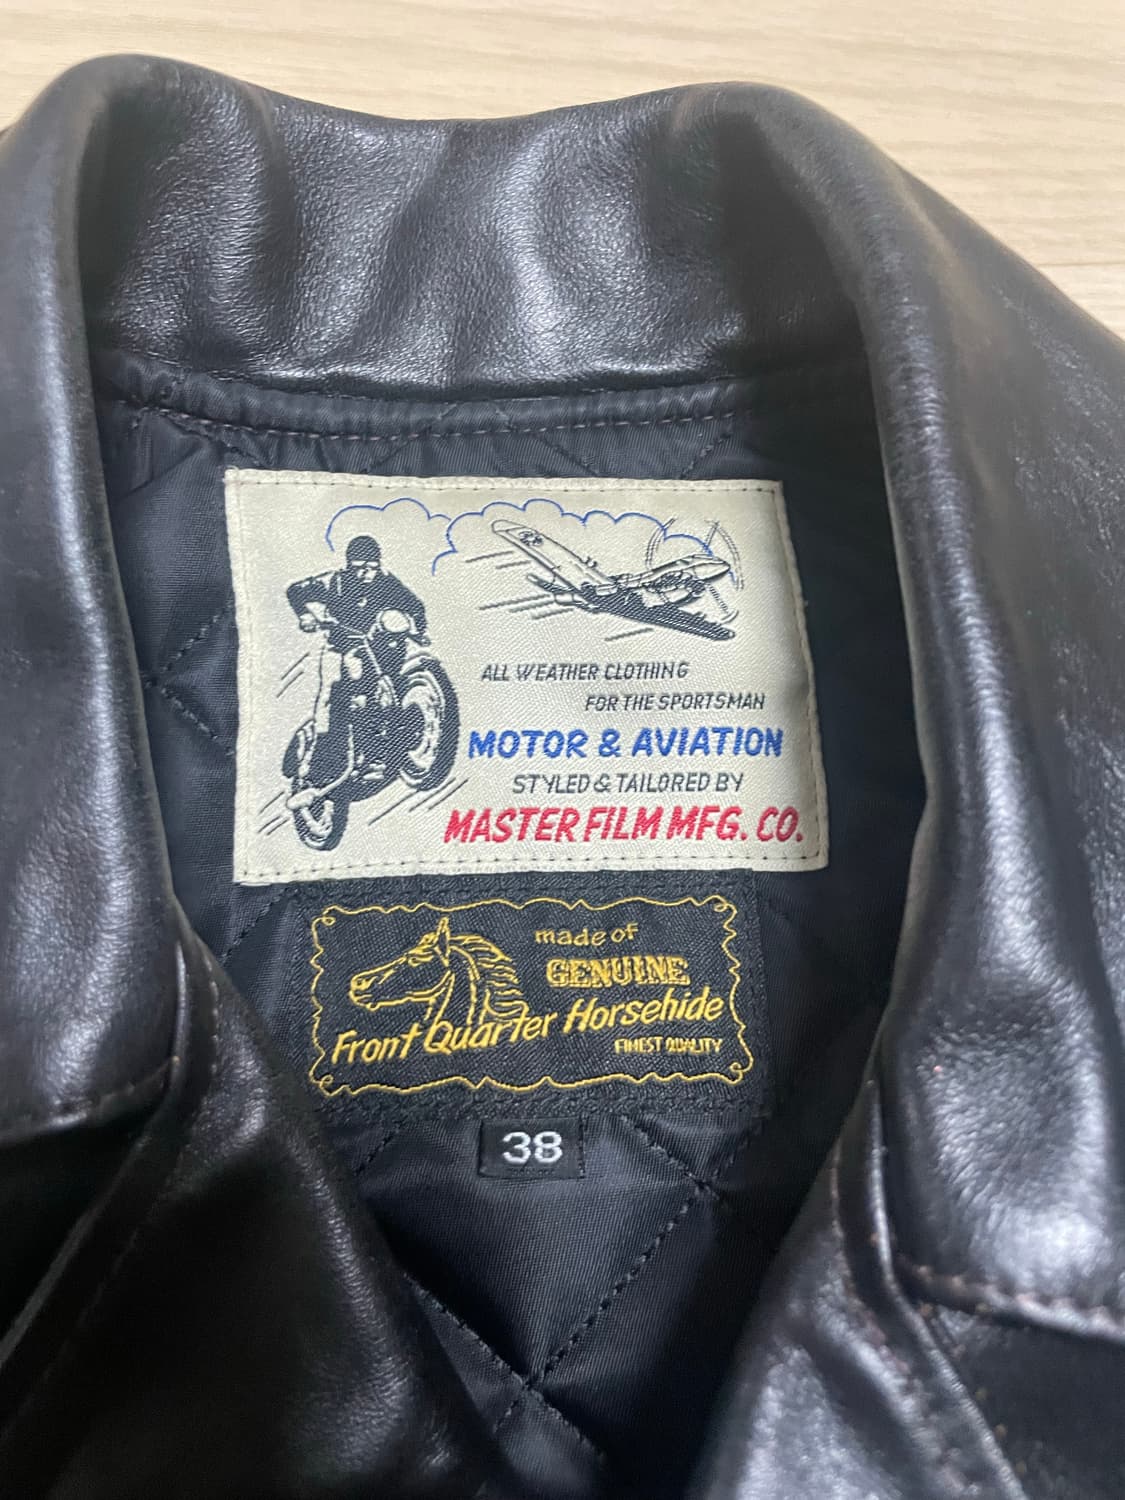 ALL WEATHER CLOTHING
FOR THE SPORTSMAN
MOTOR & AVIATION
STYLED & TAILORED BY
MASTER FILM MFG. CO.
made of
GENUINE
Front Quarter Horsehide
FINEST QUALITY
38